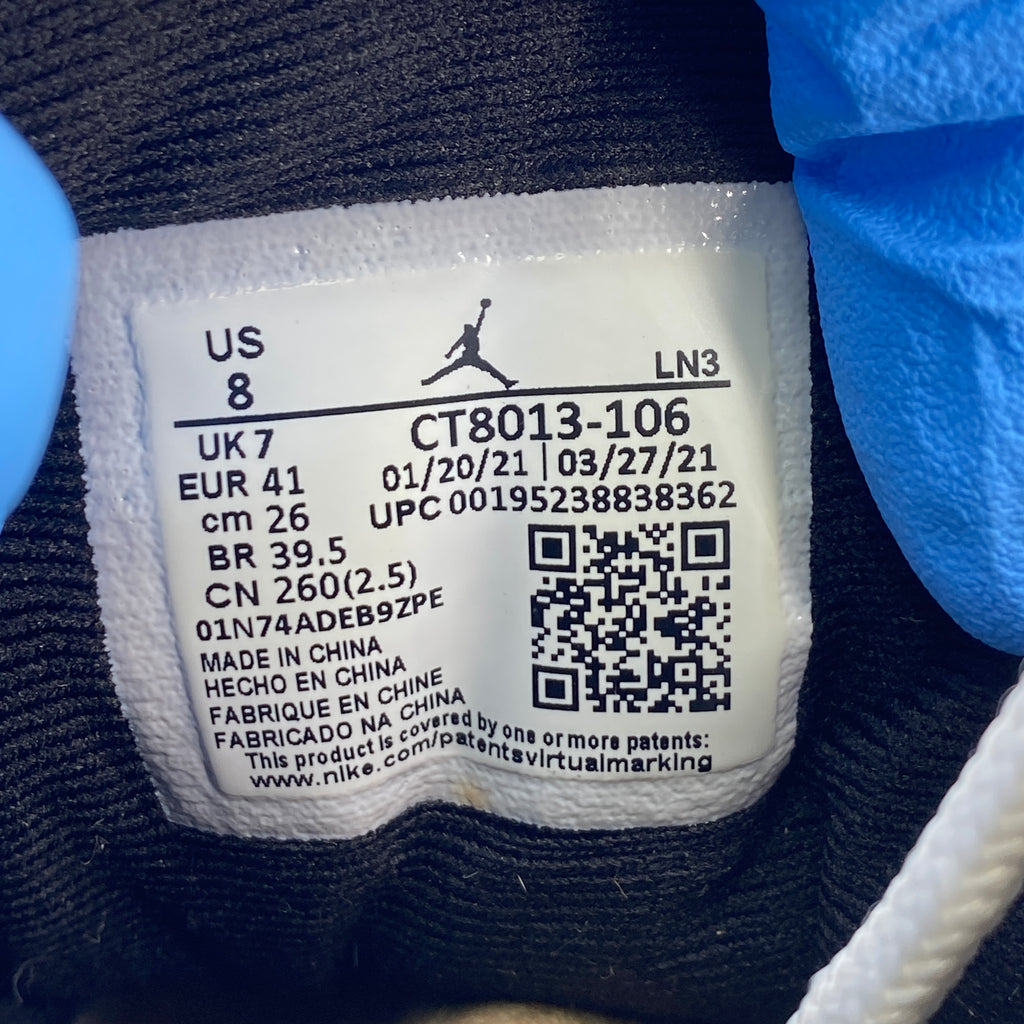 US
8
LN3
UK 7
CT8013-106
EUR 41
01/20/21 | 03/27/21
cm 26
UPC 00195238838362
BR 39.5
CN 260(2.5)
01N74ADEB9ZPE
MADE IN CHINA
HECHO EN CHINA
FABRIQUE EN CHINE
FABRICADO NA CHINA
This product is covered by one or more patents:
www.nike.com/patentsvirtualmarking